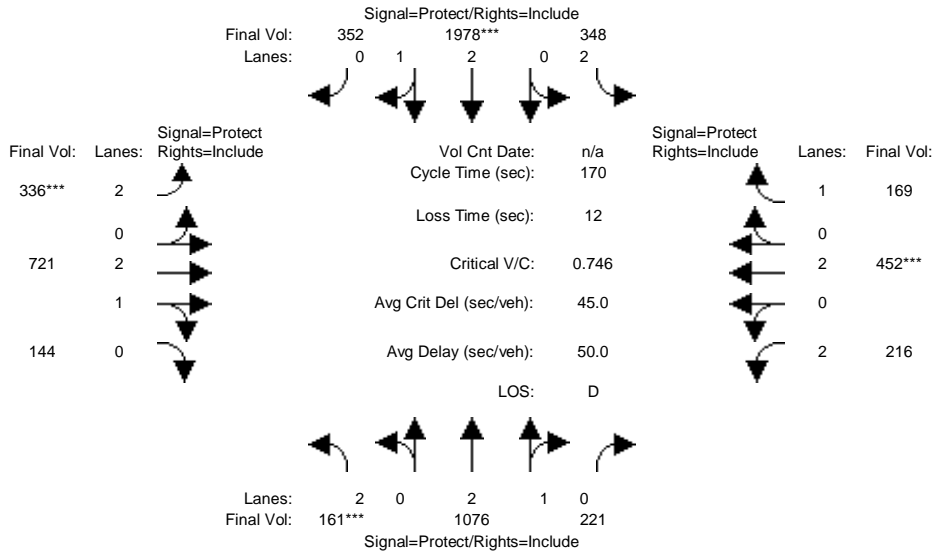 Signal=Protect/Rights=Include
Final Vol: 352 1978*** 348
Lanes: 0 1 2 0 2
Signal=Protect
Final Vol: Lanes: Rights=Include
Vol Cnt Date: n/a
Signal=Protect
Rights=Include Lanes: Final Vol:
Cycle Time (sec): 170
336*** 2
1 169
Loss Time (sec): 12
0
0
721 2
Critical V/C: 0.746
2 452***
1
Avg Crit Del (sec/veh): 45.0
0
144 0
Avg Delay (sec/veh): 50.0
2 216
LOS: D
Lanes: 2 0 2 1 0
Final Vol: 161*** 1076 221
Signal=Protect/Rights=Include